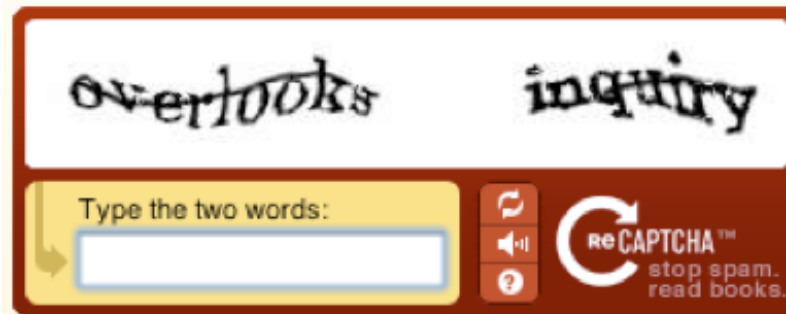 overlooks inquiry
Type the two words:
ReCAPTCHA™
stop spam.
read books.